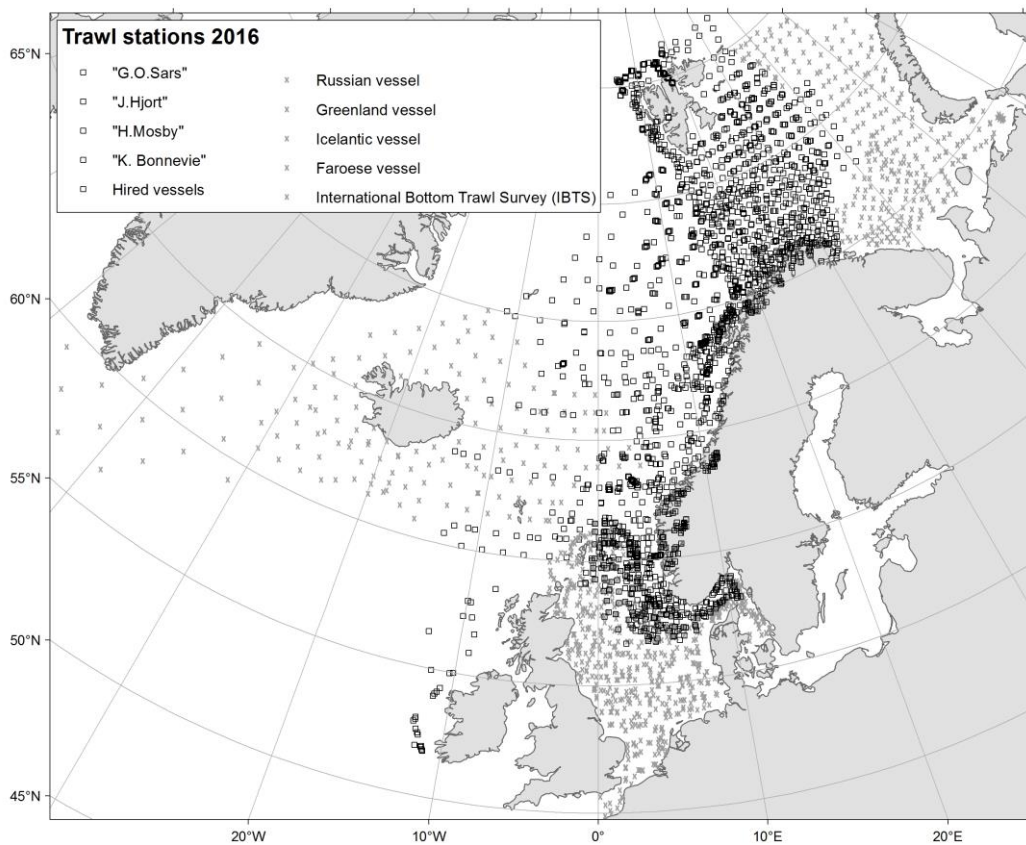 Trawl stations 2016
"G.O.Sars"
"J.Hjort"
"H.Mosby"
"K. Bonnevie"
Hired vessels
Russian vessel
Greenland vessel
Icelantic vessel
Faroese vessel
International Bottom Trawl Survey (IBTS)
65°N
60°N
55°N
50°N
45°N
20°W
10°W
0°
10°E
20°E